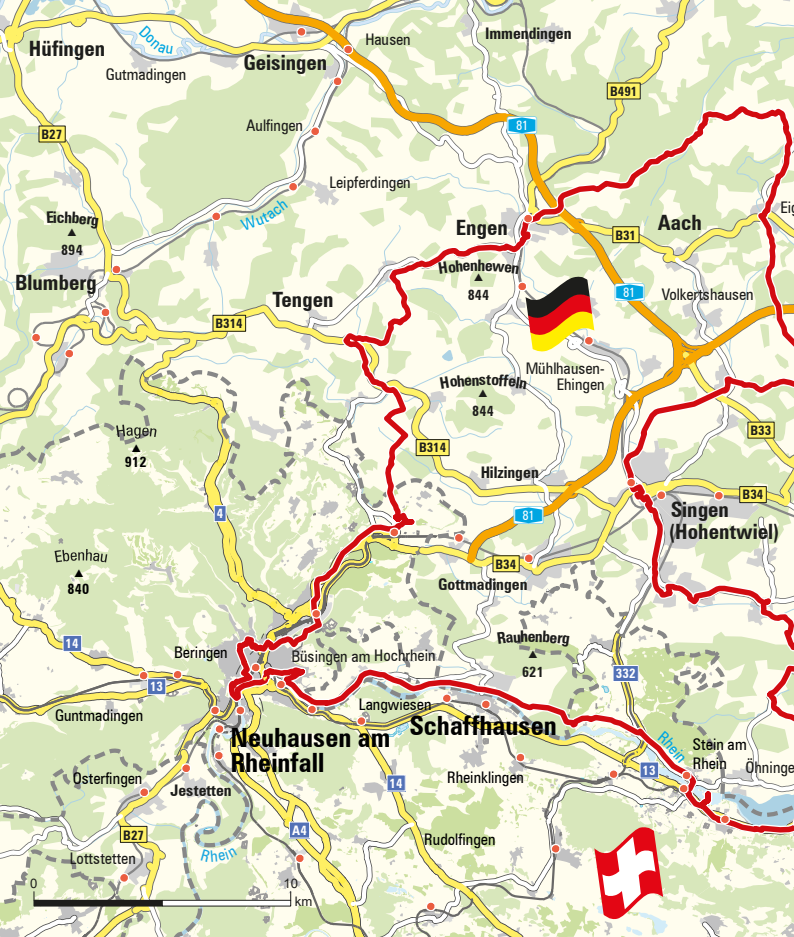 Hüfingen
Donau
Gutmadingen
Geisingen
Hausen
Immendingen
B491
81
B27
Aulfingen
Leipferdingen
Wutach
Eichberg
894
Engen
B31
Aach
Eig
Blumberg
Hohenhewen
844
81
Volkertshausen
Tengen
B314
Mühlhausen-
Ehingen
Hohenstoffeln
844
Hagen
912
B314
B33
Hilzingen
B34
4
81
Singen
(Hohentwiel)
Ebenhau
840
B34
Gottmadingen
14
Beringen
Büsingen am Hochrhein
Rauhenberg
621
332
13
Guntmadingen
Langwiesen
Schaffhausen
Neuhausen am
Rheinfall
Rhein
Stein am
Rhein
Öhninge
13
Osterfingen
Jestetten
14
Rheinklingen
B27
A4
Rudolfingen
Lottstetten
Rhein
0
10
km